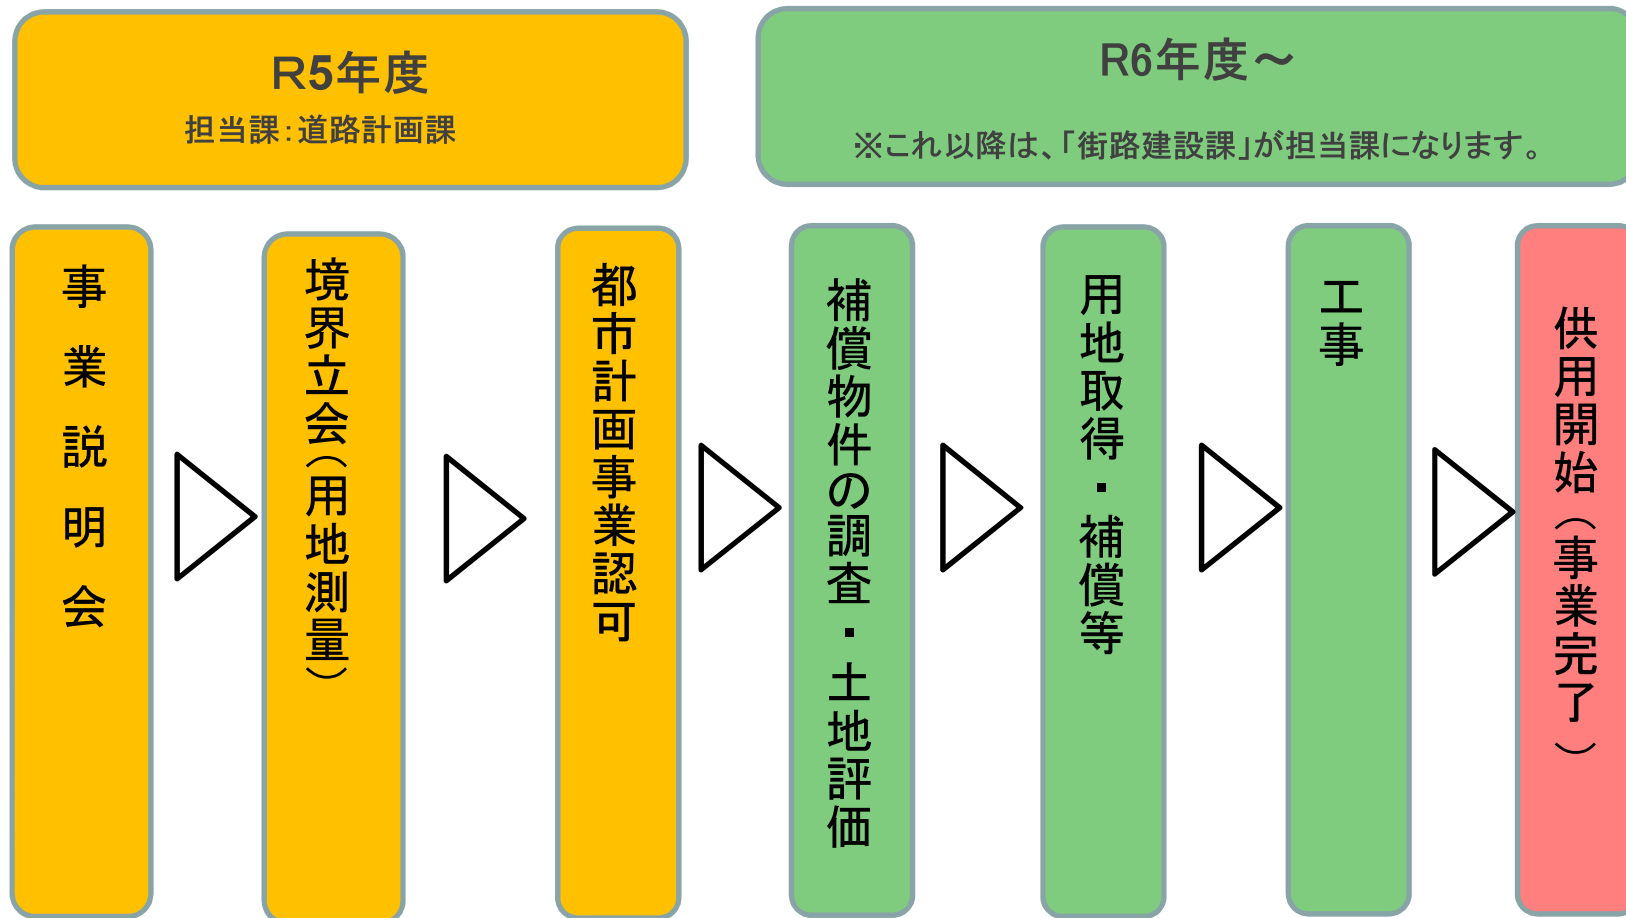 R5年度
担当課：道路計画課
R6年度～
※これ以降は、「街路建設課」が担当課になります。
事業説明会
境界立会（用地測量）
都市計画事業認可
補償物件の調査・土地評価
用地取得・補償等
工事
供用開始（事業完了）